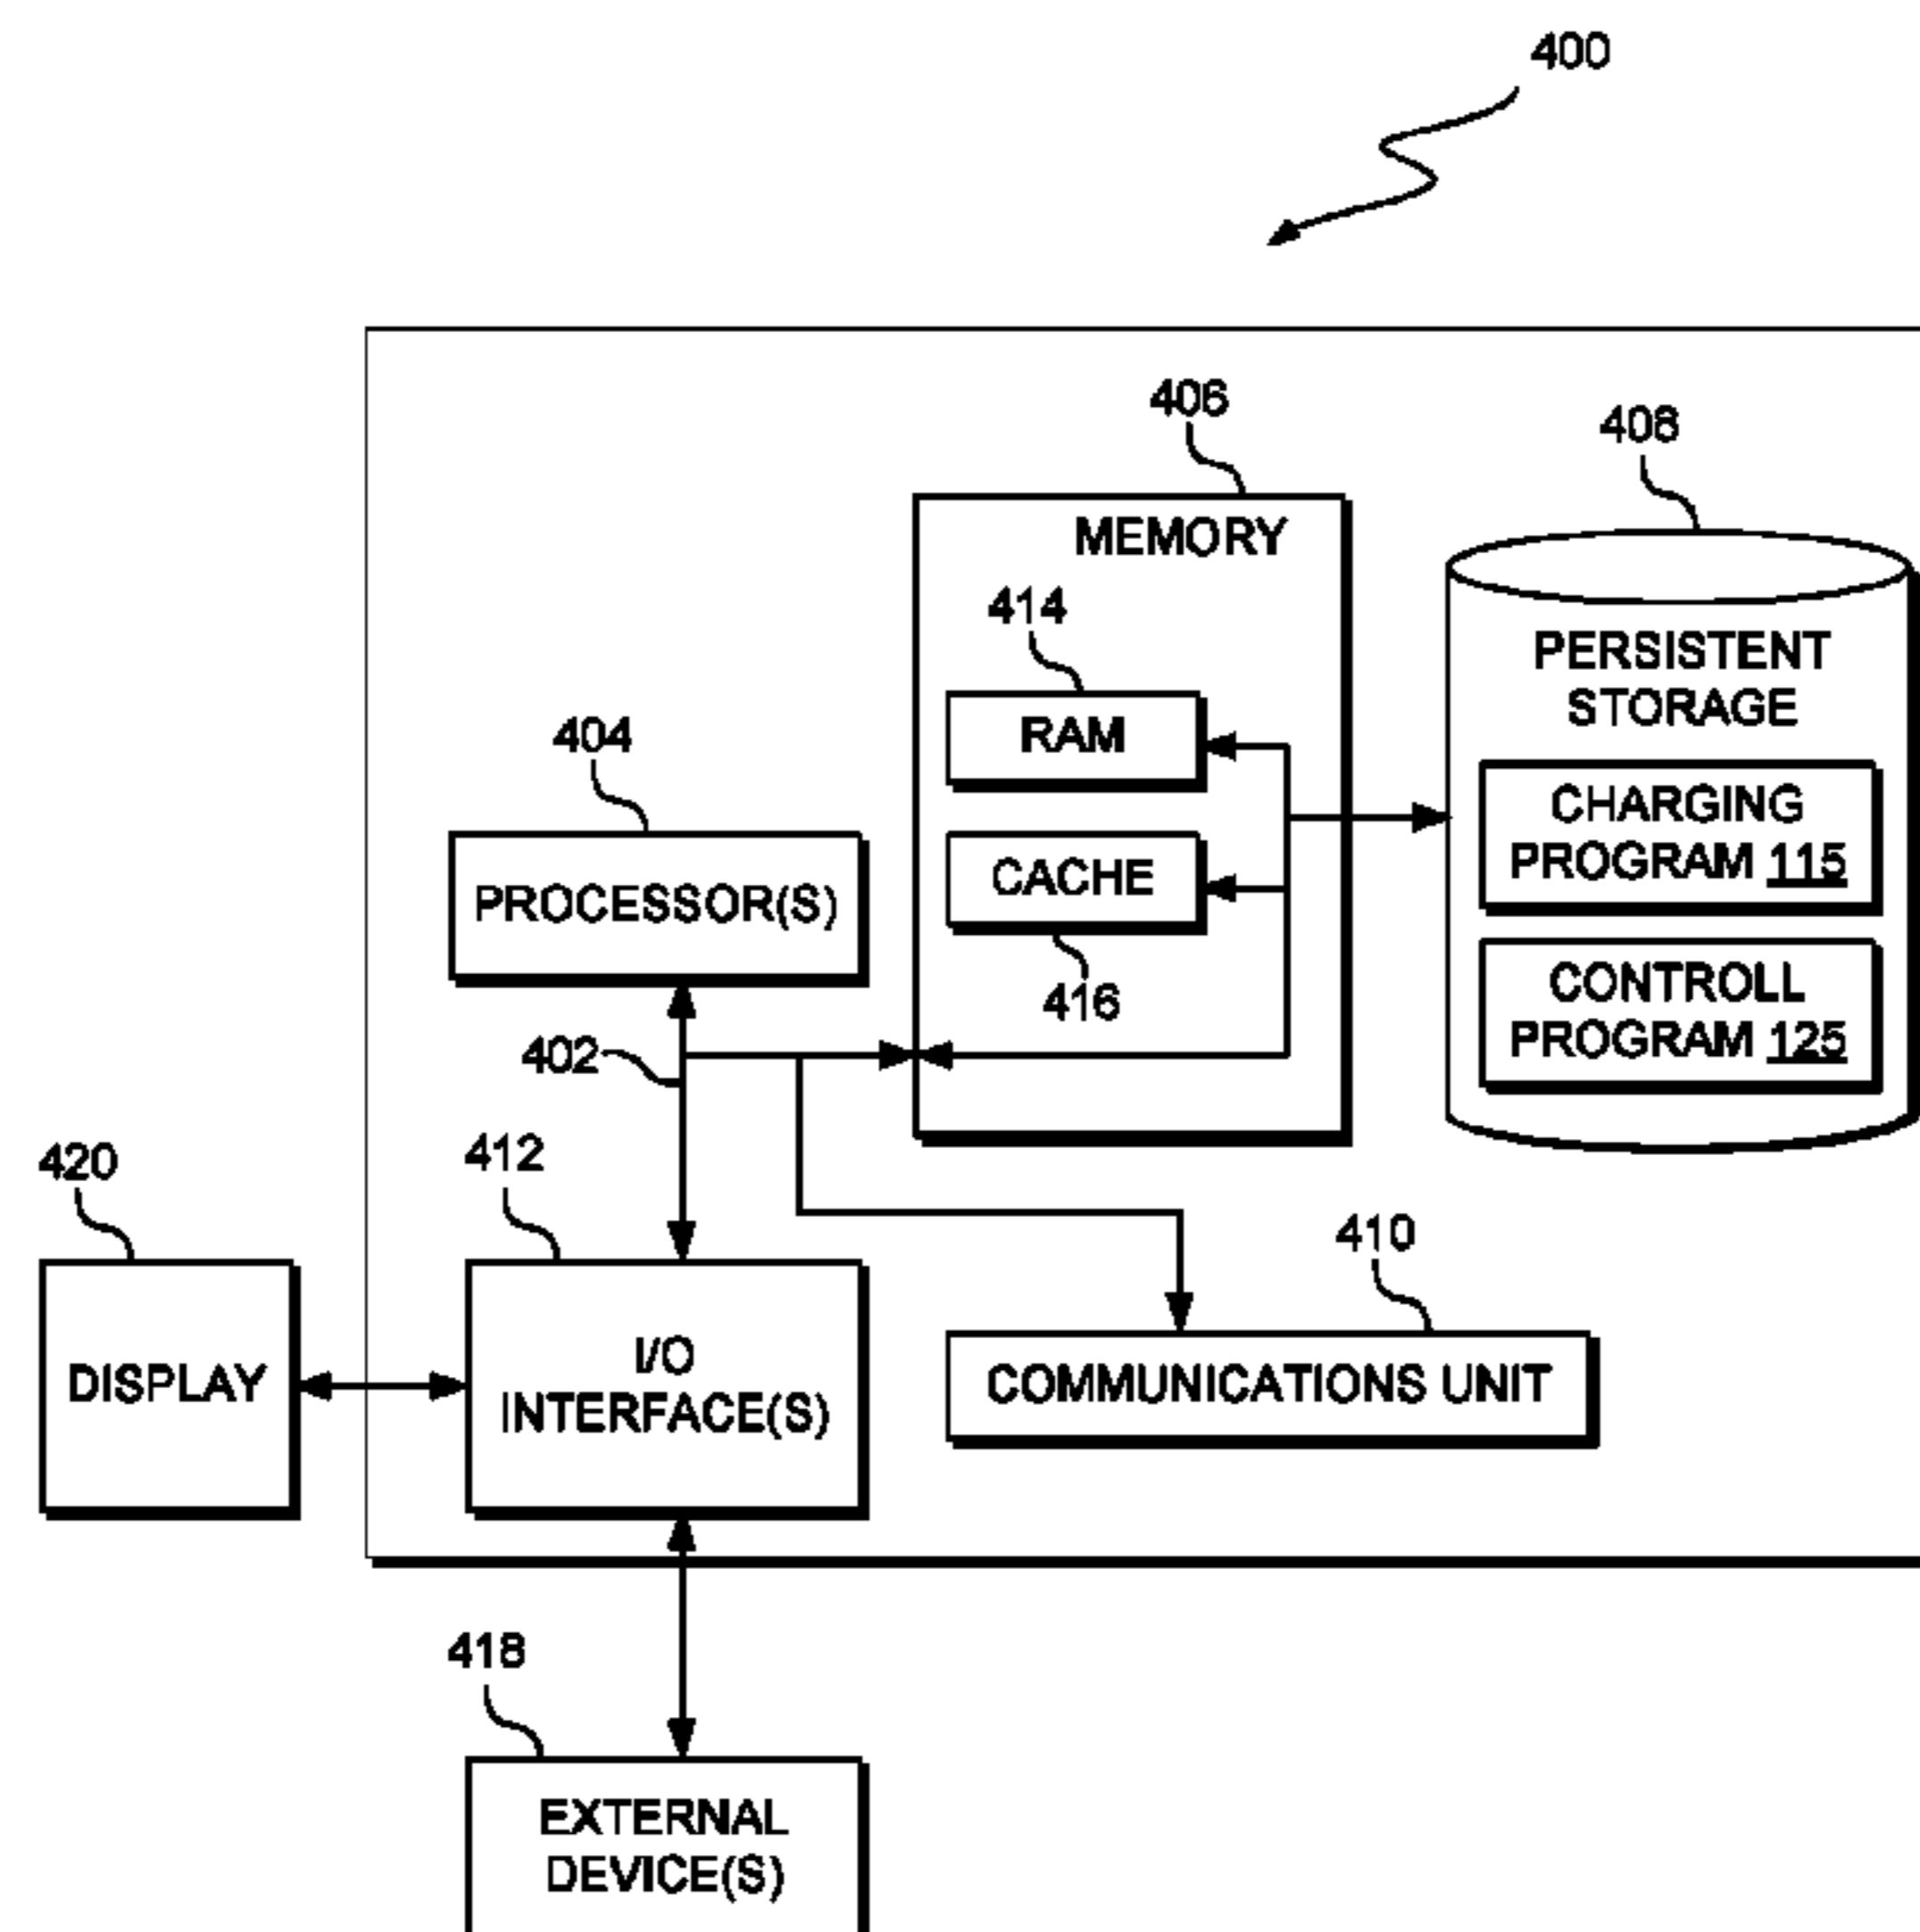 400
406
408
MEMORY
414
PERSISTENT
STORAGE
RAM
404
CHARGING
PROGRAM 115
CACHE
PROCESSOR(S)
416
CONTROLL
PROGRAM 125
402
412
420
410
I/O
INTERFACE(S)
DISPLAY
COMMUNICATIONS UNIT
418
EXTERNAL
DEVICE(S)